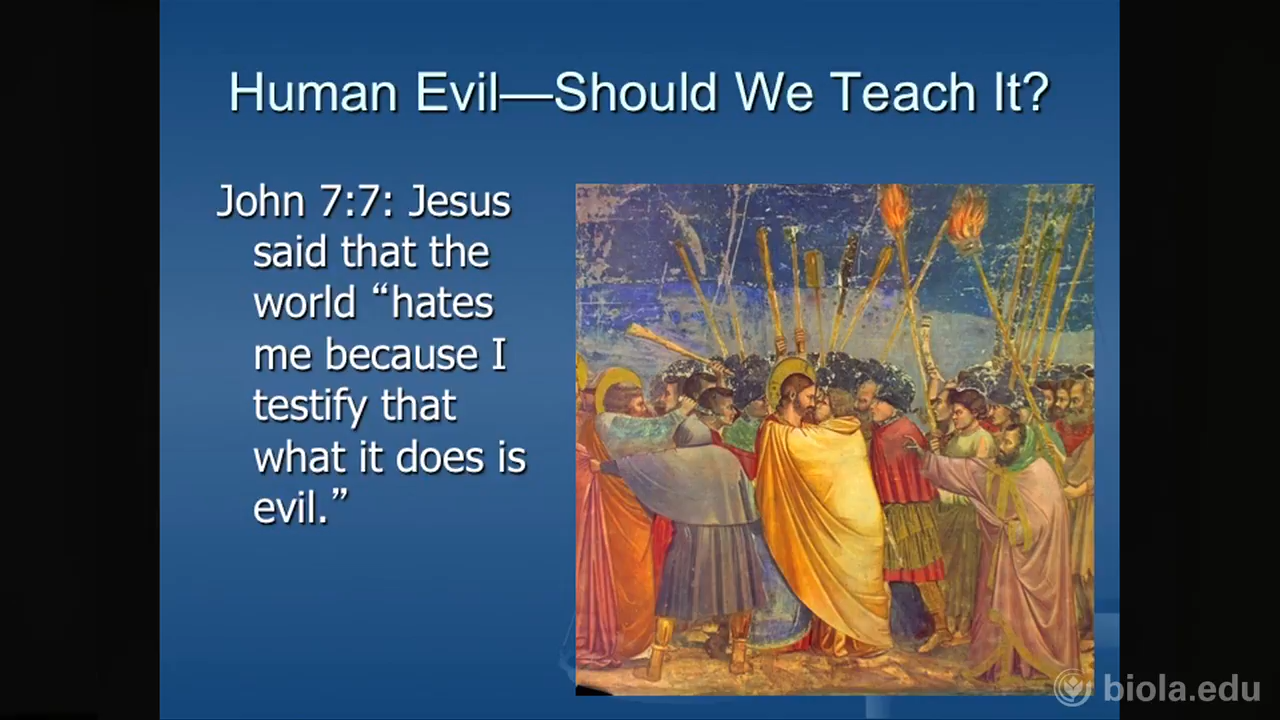 Human Evil—Should We Teach It?
John 7:7: Jesus
said that the
world “hates
me because I
testify that
what it does is
evil.”
biola.edu